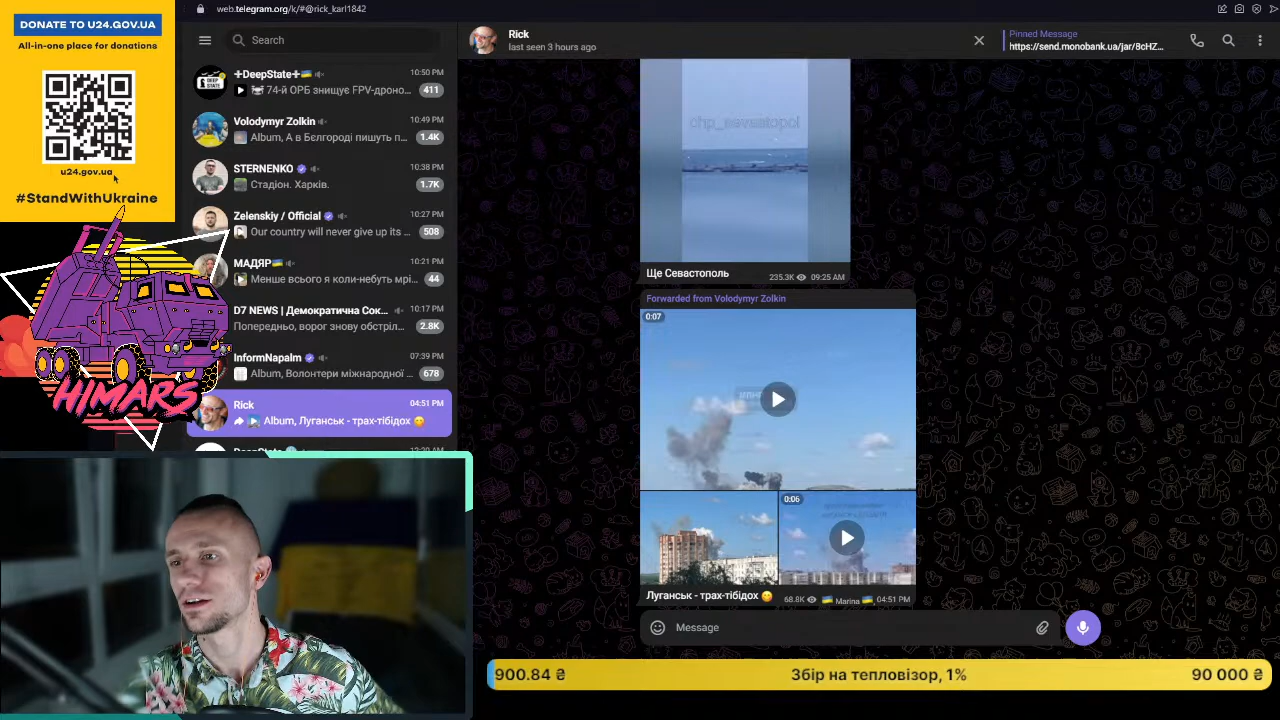 DONATE TO U24.GOV.UA
All-in-one place for donations
u24.gov.ua
#StandWithUkraine
HIMARS
web.telegram.org/k/#@rick_karl1842
Search
+DeepState+🇺🇦 10:50 PM
74-й ОРБ знищує FPV-дроно... 411
Volodymyr Zolkin 10:49 PM
Album, А в Бєлгороді пишуть п... 1.4K
STERNENKO 10:38 PM
Стадіон. Харків. 1.7K
Zelenskiy / Official 10:27 PM
Our country will never give up its ... 508
МАДЯР🇺🇦 10:21 PM
Менше всього я коли-небуть мрі... 44
D7 NEWS | Демократична Сок... 10:17 PM
Попередньо, ворог знову обстріл... 2.8K
InformNapalm 07:39 PM
Album, Волонтери міжнародної ... 678
Rick 04:51 PM
Album, Луганськ - трах-тібідох 😋
Rick
last seen 3 hours ago
Pinned Message
https://send.monobank.ua/jar/8cHZ...
chp_sevastopol
Ще Севастополь 235.3K 09:25 AM
Forwarded from Volodymyr Zolkin
0:07
0:06
Луганськ - трах-тібідох 😋 68.8K 🇺🇦 Marina 🇺🇦, 04:51 PM
Message
900.84 ₴ Збір на тепловізор, 1% 90 000 ₴